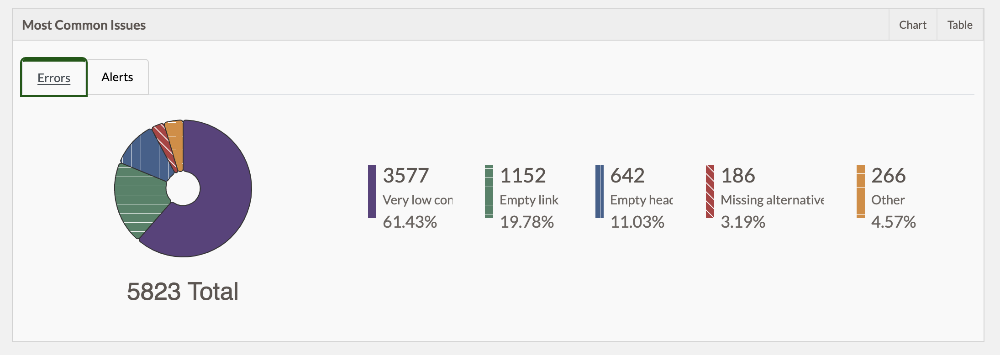 Most Common Issues
Chart
Table
Errors
Alerts
3577
Very low con
61.43%
1152
Empty link
19.78%
642
Empty head
11.03%
186
Missing alternative
3.19%
266
Other
4.57%
5823 Total